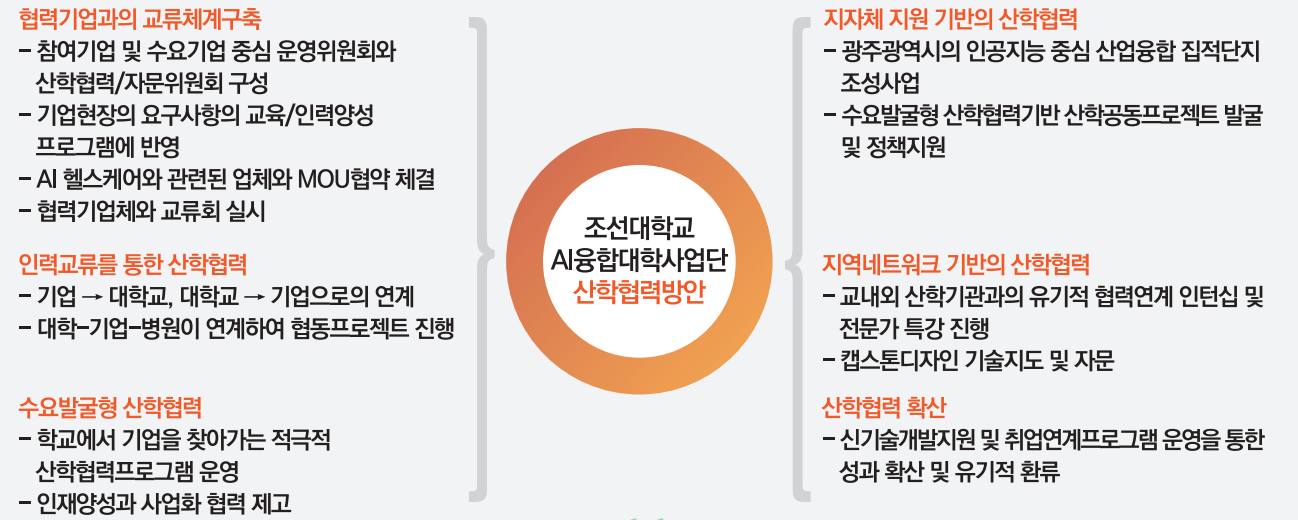 협력기업과의 교류체계구축
– 참여기업 및 수요기업 중심 운영위원회와
산학협력/자문위원회 구성
– 기업현장의 요구사항의 교육/인력양성
프로그램에 반영
– AI 헬스케어와 관련된 업체와 MOU협약 체결
– 협력기업체와 교류회 실시
인력교류를 통한 산학협력
– 기업 → 대학교, 대학교 → 기업으로의 연계
– 대학–기업–병원이 연계하여 협동프로젝트 진행
수요발굴형 산학협력
– 학교에서 기업을 찾아가는 적극적
산학협력프로그램 운영
– 인재양성과 사업화 협력 제고
조선대학교
AI융합대학사업단
산학협력방안
지자체 지원 기반의 산학협력
– 광주광역시의 인공지능 중심 산업융합 집적단지
조성사업
– 수요발굴형 산학협력기반 산학공동프로젝트 발굴
및 정책지원
지역네트워크 기반의 산학협력
– 교내외 산학기관과의 유기적 협력연계 인턴십 및
전문가 특강 진행
– 캡스톤디자인 기술지도 및 자문
산학협력 확산
– 신기술개발지원 및 취업연계프로그램 운영을 통한
성과 확산 및 유기적 환류